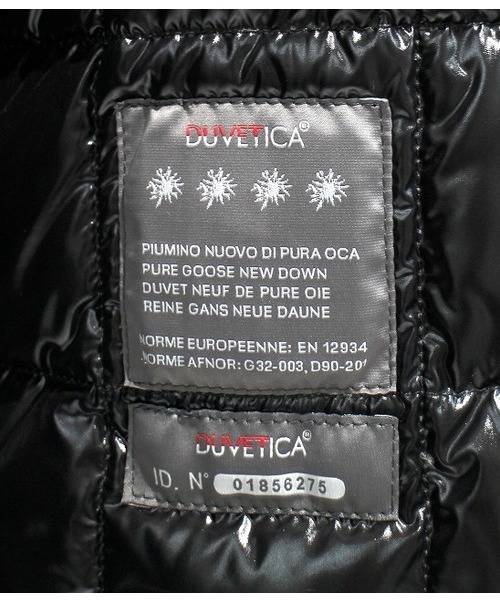 DUVETICA®
PIUMINO NUOVO DI PURA OCA
PURE GOOSE NEW DOWN
DUVET NEUF DE PURE OIE
REINE GANS NEUE DAUNE
NORME EUROPEENNE: EN 12934
NORME AFNOR: G32-003, D90-201
DUVETICA®
ID. N° 01856275